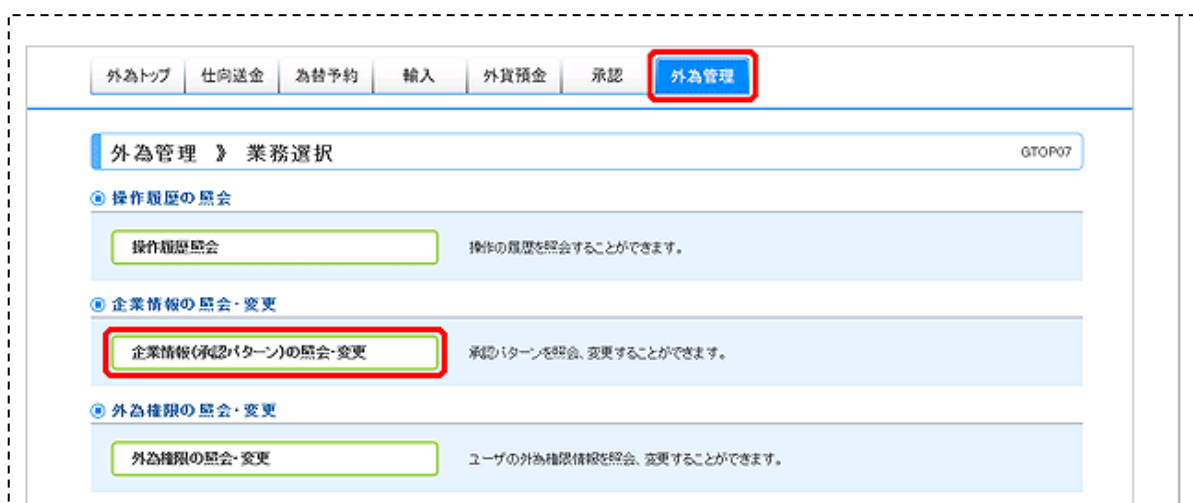 外為トップ 仕向送金 為替予約 輸入 外貨預金 承認 外為管理
外為管理 》 業務選択 GTOP07
操作履歴の照会
操作履歴照会 操作の履歴を照会することができます。
企業情報の照会・変更
企業情報(承認パターン)の照会・変更 承認パターンを照会、変更することができます。
外為権限の照会・変更
外為権限の照会・変更 ユーザの外為権限情報を照会、変更することができます。